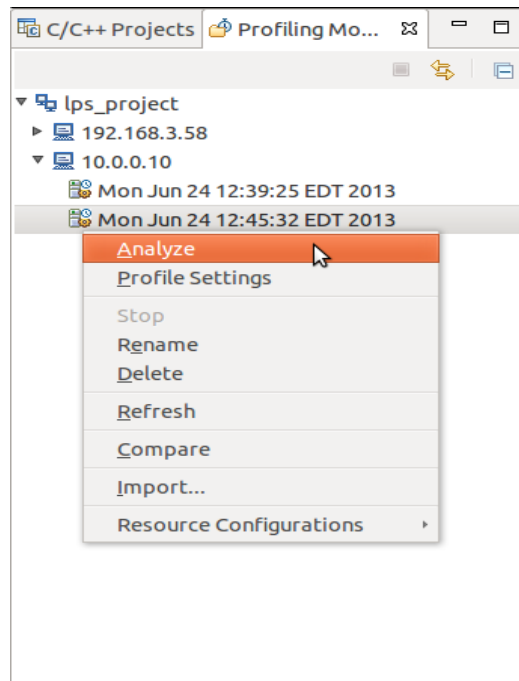 C/C++ Projects Profiling Mo...
lps_project
192.168.3.58
10.0.0.10
Mon Jun 24 12:39:25 EDT 2013
Mon Jun 24 12:45:32 EDT 2013
Analyze
Profile Settings
Stop
Rename
Delete
Refresh
Compare
Import...
Resource Configurations